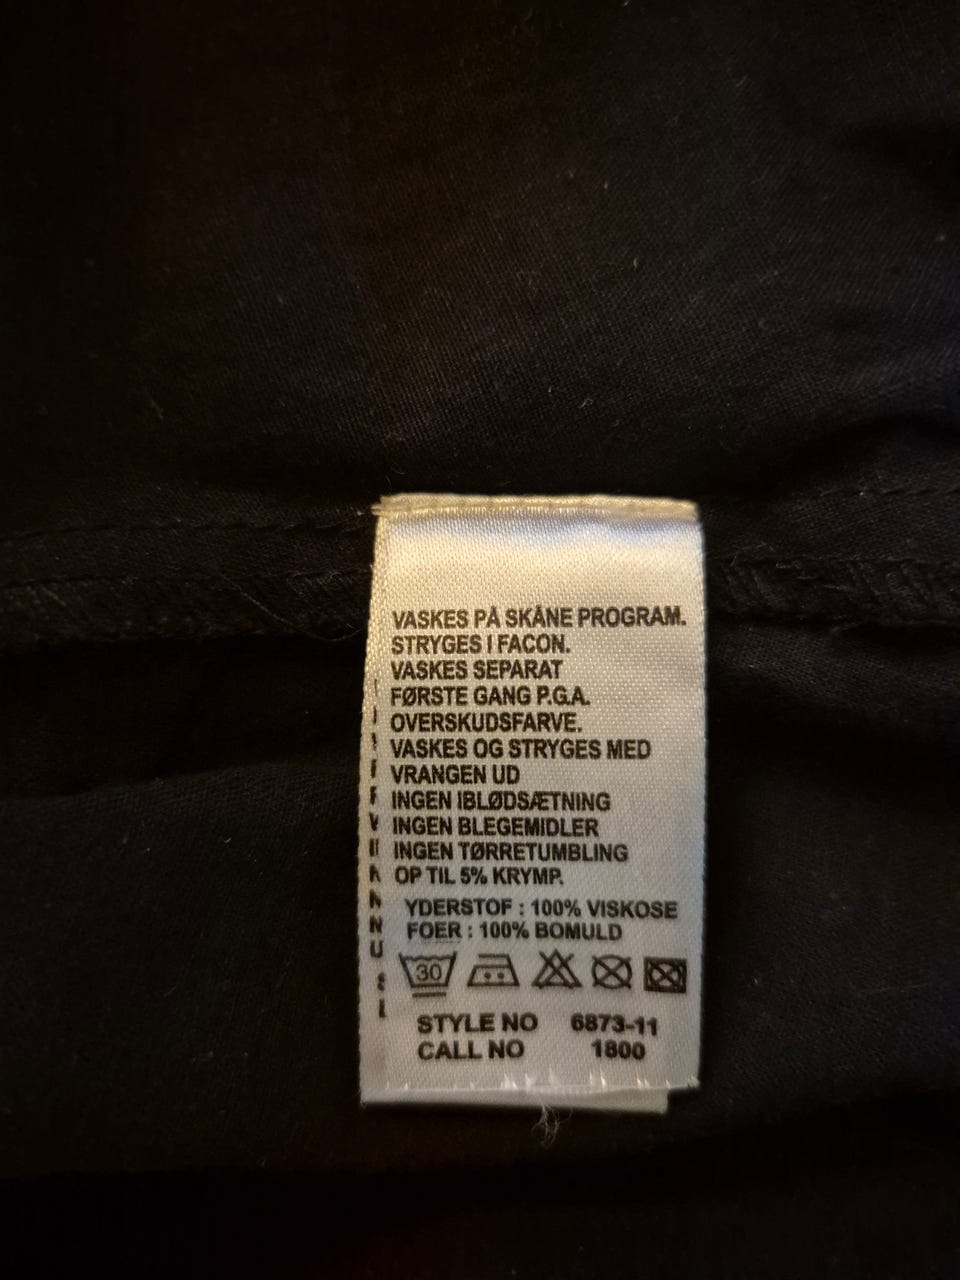 VASKES PÅ SKÅNE PROGRAM.
STRYGES I FACON.
VASKES SEPARAT
FØRSTE GANG P.G.A.
OVERSKUDSFARVE.
VASKES OG STRYGES MED
VRANGEN UD
INGEN IBLØDSÆTNING
INGEN BLEGEMIDLER
INGEN TØRRETUMBLING
OP TIL 5% KRYMP.
YDERSTOF : 100% VISKOSE
FOER : 100% BOMULD
30
STYLE NO 6873-11
CALL NO 1800